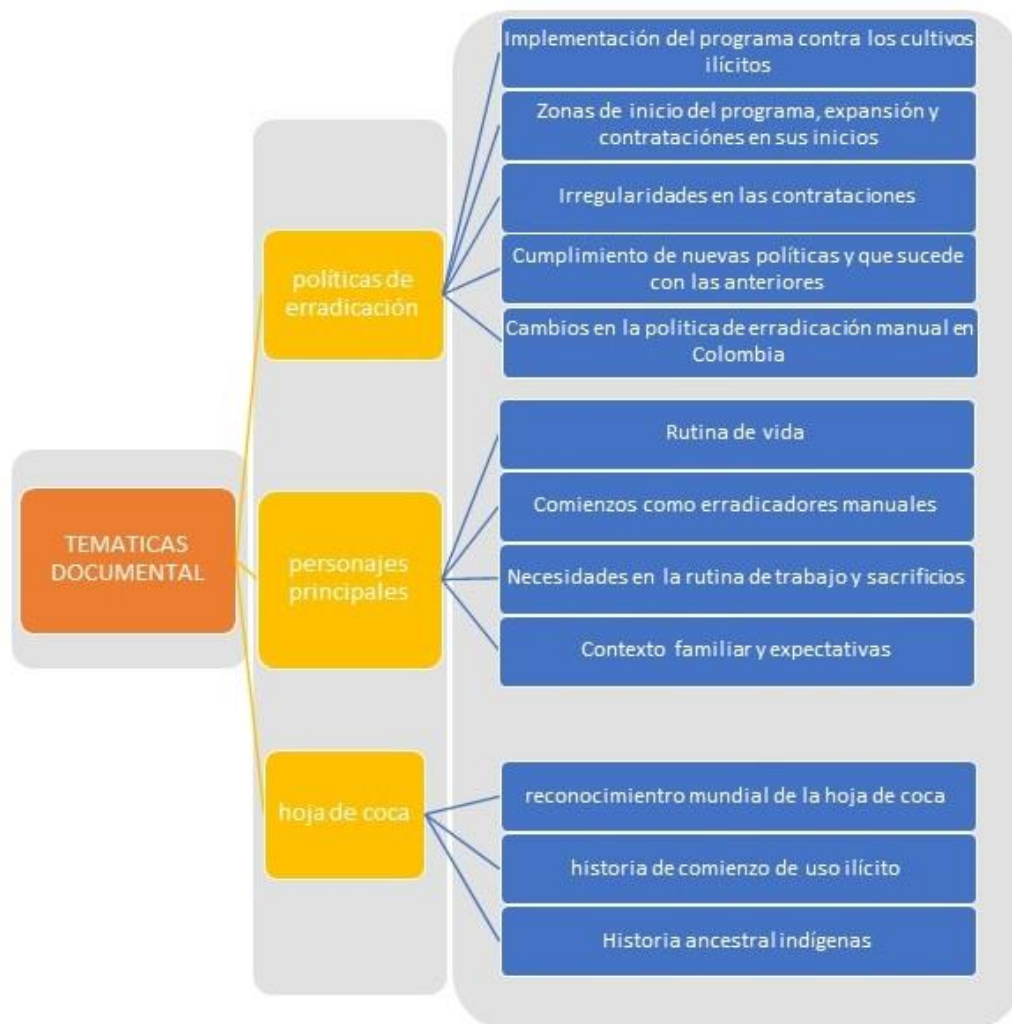 TEMATICAS
DOCUMENTAL
políticas de
erradicación
Implementación del programa contra los cultivos
ilícitos
Zonas de inicio del programa, expansión y
contrataciónes en sus inicios
Irregularidades en las contrataciones
Cumplimiento de nuevas políticas y que sucede
con las anteriores
Cambios en la politica de erradicación manual en
Colombia
personajes
principales
Rutina de vida
Comienzos como erradicadores manuales
Necesidades en la rutina de trabajo y sacrificios
Contexto familiar y expectativas
hoja de coca
reconocimientro mundial de la hoja de coca
historia de comienzo de uso ilícito
Historia ancestral indígenas